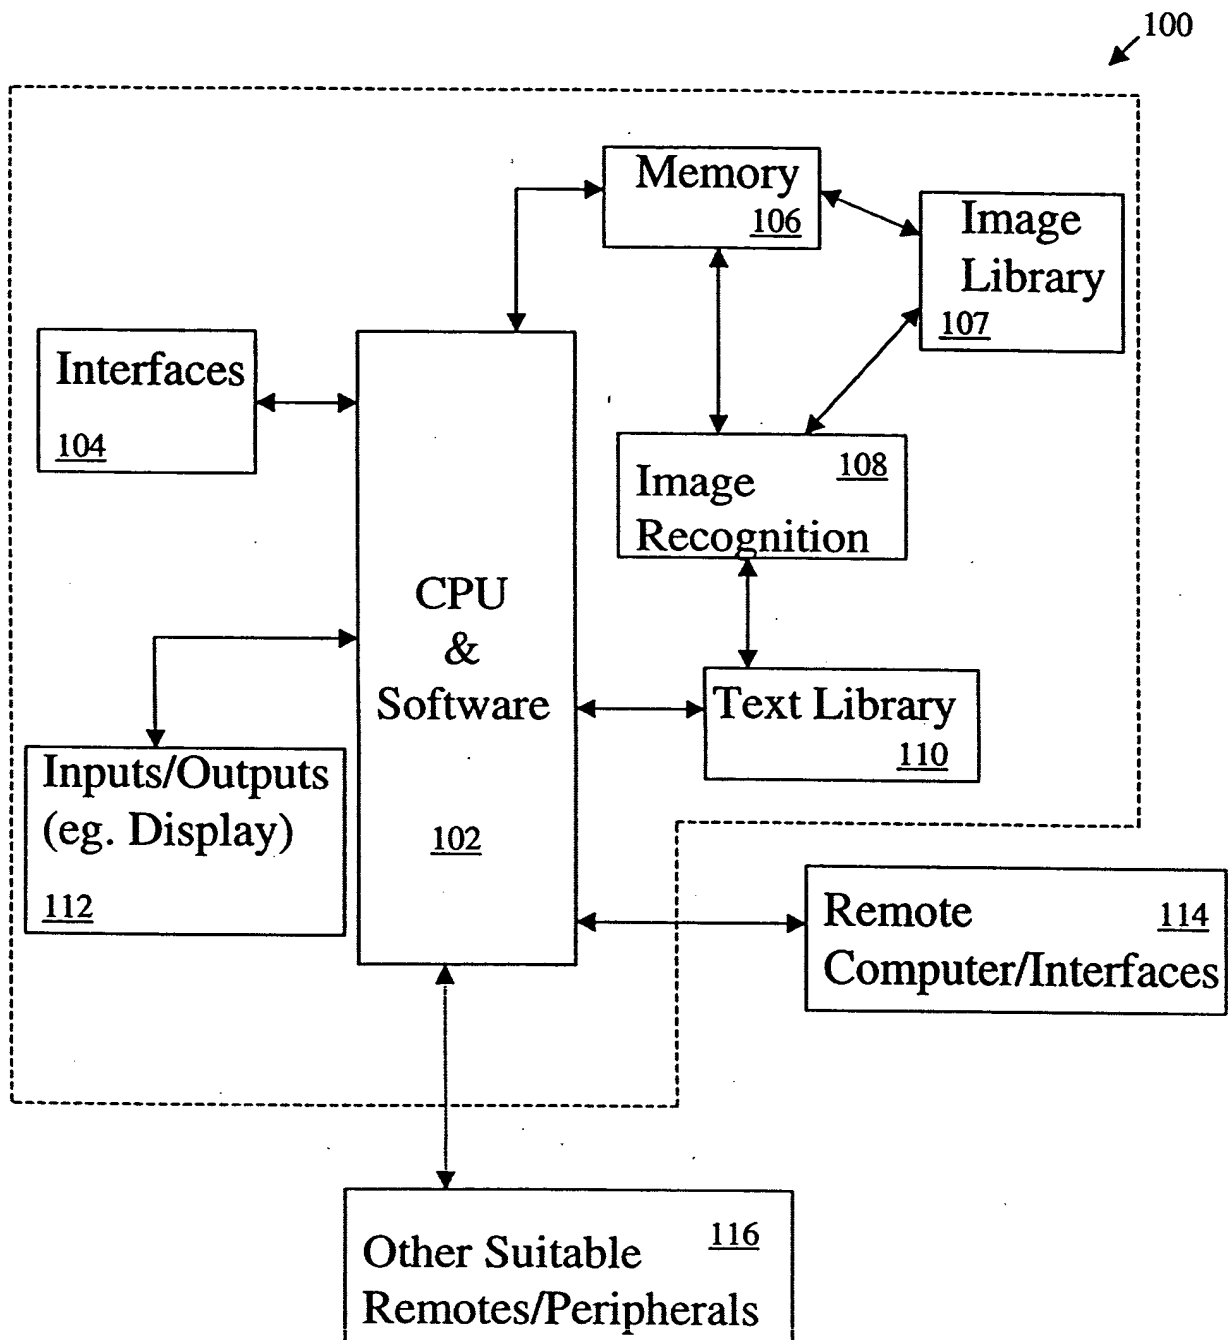 100
Memory
106
Image
Library
107
Interfaces
104
108
Image
Recognition
CPU
&
Software
102
Text Library
110
Inputs/Outputs
(eg. Display)
112
Remote
114
Computer/Interfaces
116
Other Suitable
Remotes/Peripherals